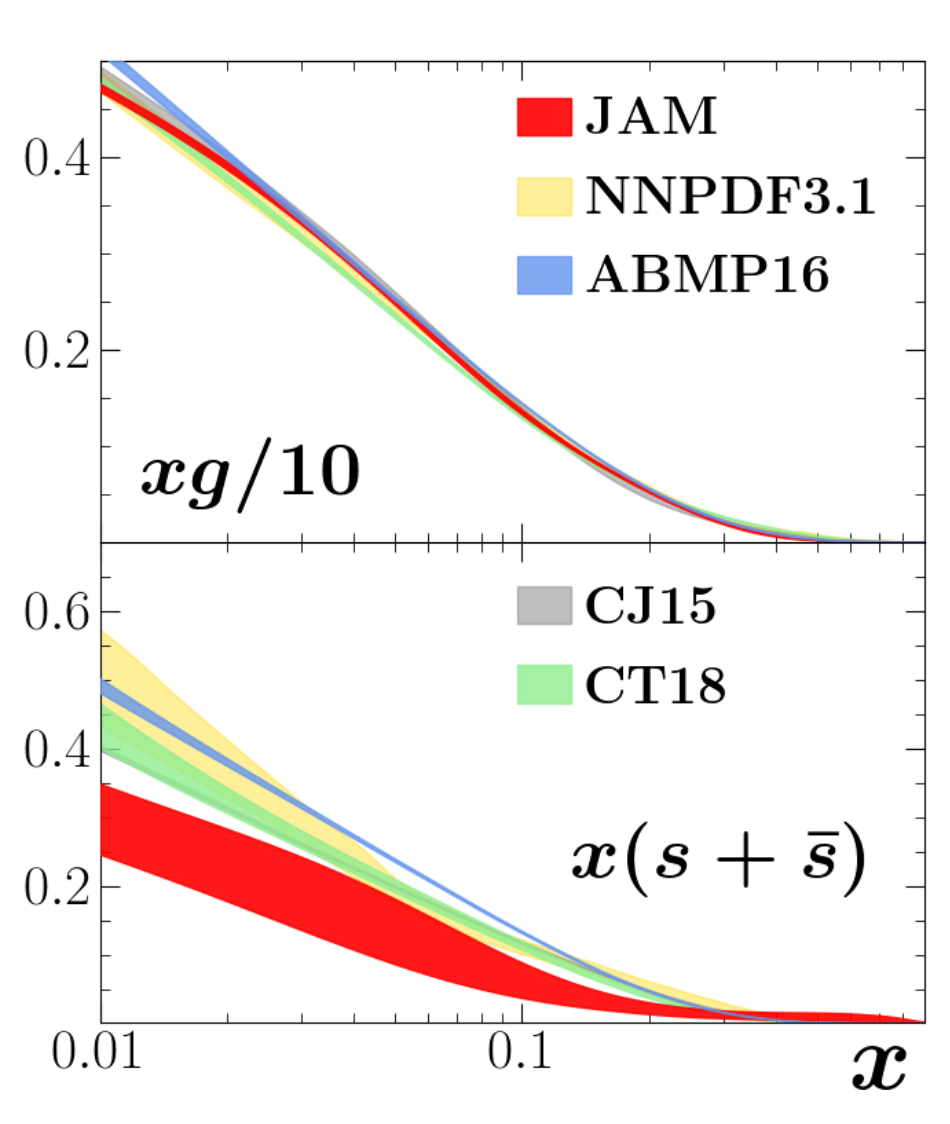 JAM
0.4
NNPDF3.1
ABMP16
0.2
xg/10
0.6
CJ15
CT18
0.4
x(s + s̄)
0.2
0.01 0.1 x